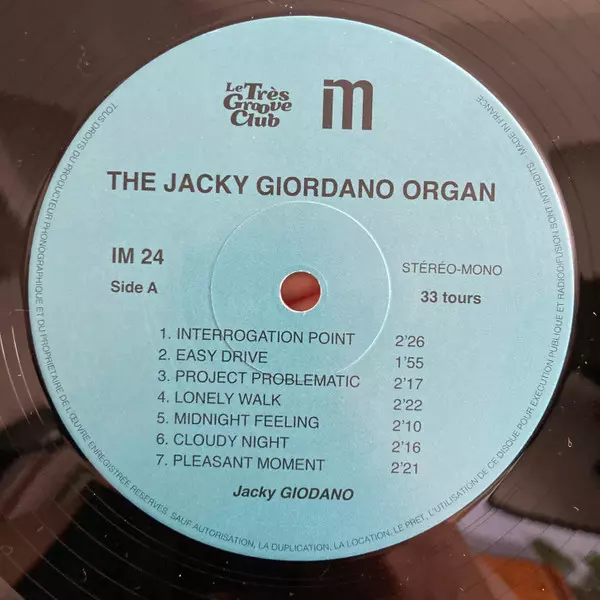 Le Très
Groove
Club
im
THE JACKY GIORDANO ORGAN
IM 24
Side A
STÉRÉO-MONO
33 tours
1. INTERROGATION POINT 2'26
2. EASY DRIVE 1'55
3. PROJECT PROBLEMATIC 2'17
4. LONELY WALK 2'22
5. MIDNIGHT FEELING 2'10
6. CLOUDY NIGHT 2'16
7. PLEASANT MOMENT 2'21
Jacky GIODANO
TOUS DROITS DU PRODUCTEUR PHONOGRAPHIQUE ET DU PROPRIETAIRE DE L'ŒUVRE ENREGISTRÉE RESERVES. SAUF AUTORISATION, LA DUPLICATION, LA LOCATION, LE PRET, L'UTILISATION DE CE DISQUE POUR EXECUTION PUBLIQUE ET RADIODIFFUSION SONT INTERDITS. MADE IN FRANCE